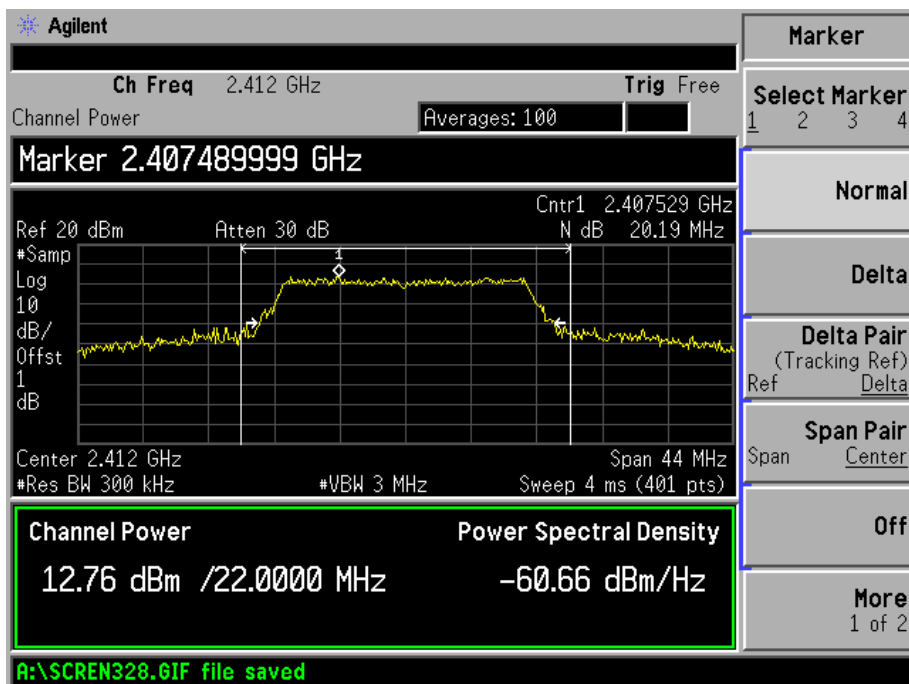 Agilent
Ch Freq 2.412 GHz Trig Free
Channel Power Averages: 100
Marker 2.407489999 GHz
Cntr1 2.407529 GHz
Ref 20 dBm Atten 30 dB N dB 20.19 MHz
#Samp
Log
10
dB/
Offst
1
dB
1
Center 2.412 GHz Span 44 MHz
#Res BW 300 kHz #VBW 3 MHz Sweep 4 ms (401 pts)
Channel Power Power Spectral Density
12.76 dBm /22.0000 MHz -60.66 dBm/Hz
A:\SCREN328.GIF file saved
Marker
Select Marker
1 2 3 4
Normal
Delta
Delta Pair
(Tracking Ref)
Ref Delta
Span Pair
Span Center
Off
More
1 of 2